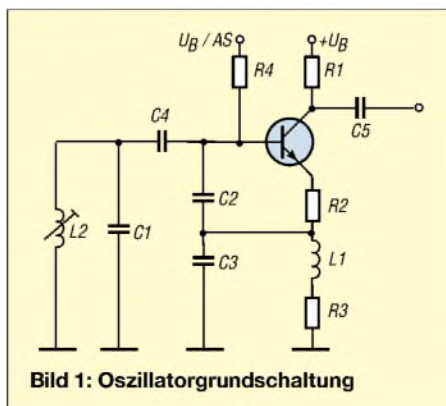 U_B / AS
+U_B
R4
R1
C4
C5
C2
R2
L2
C1
C3
L1
R3
Bild 1: Oszillatorgrundschaltung